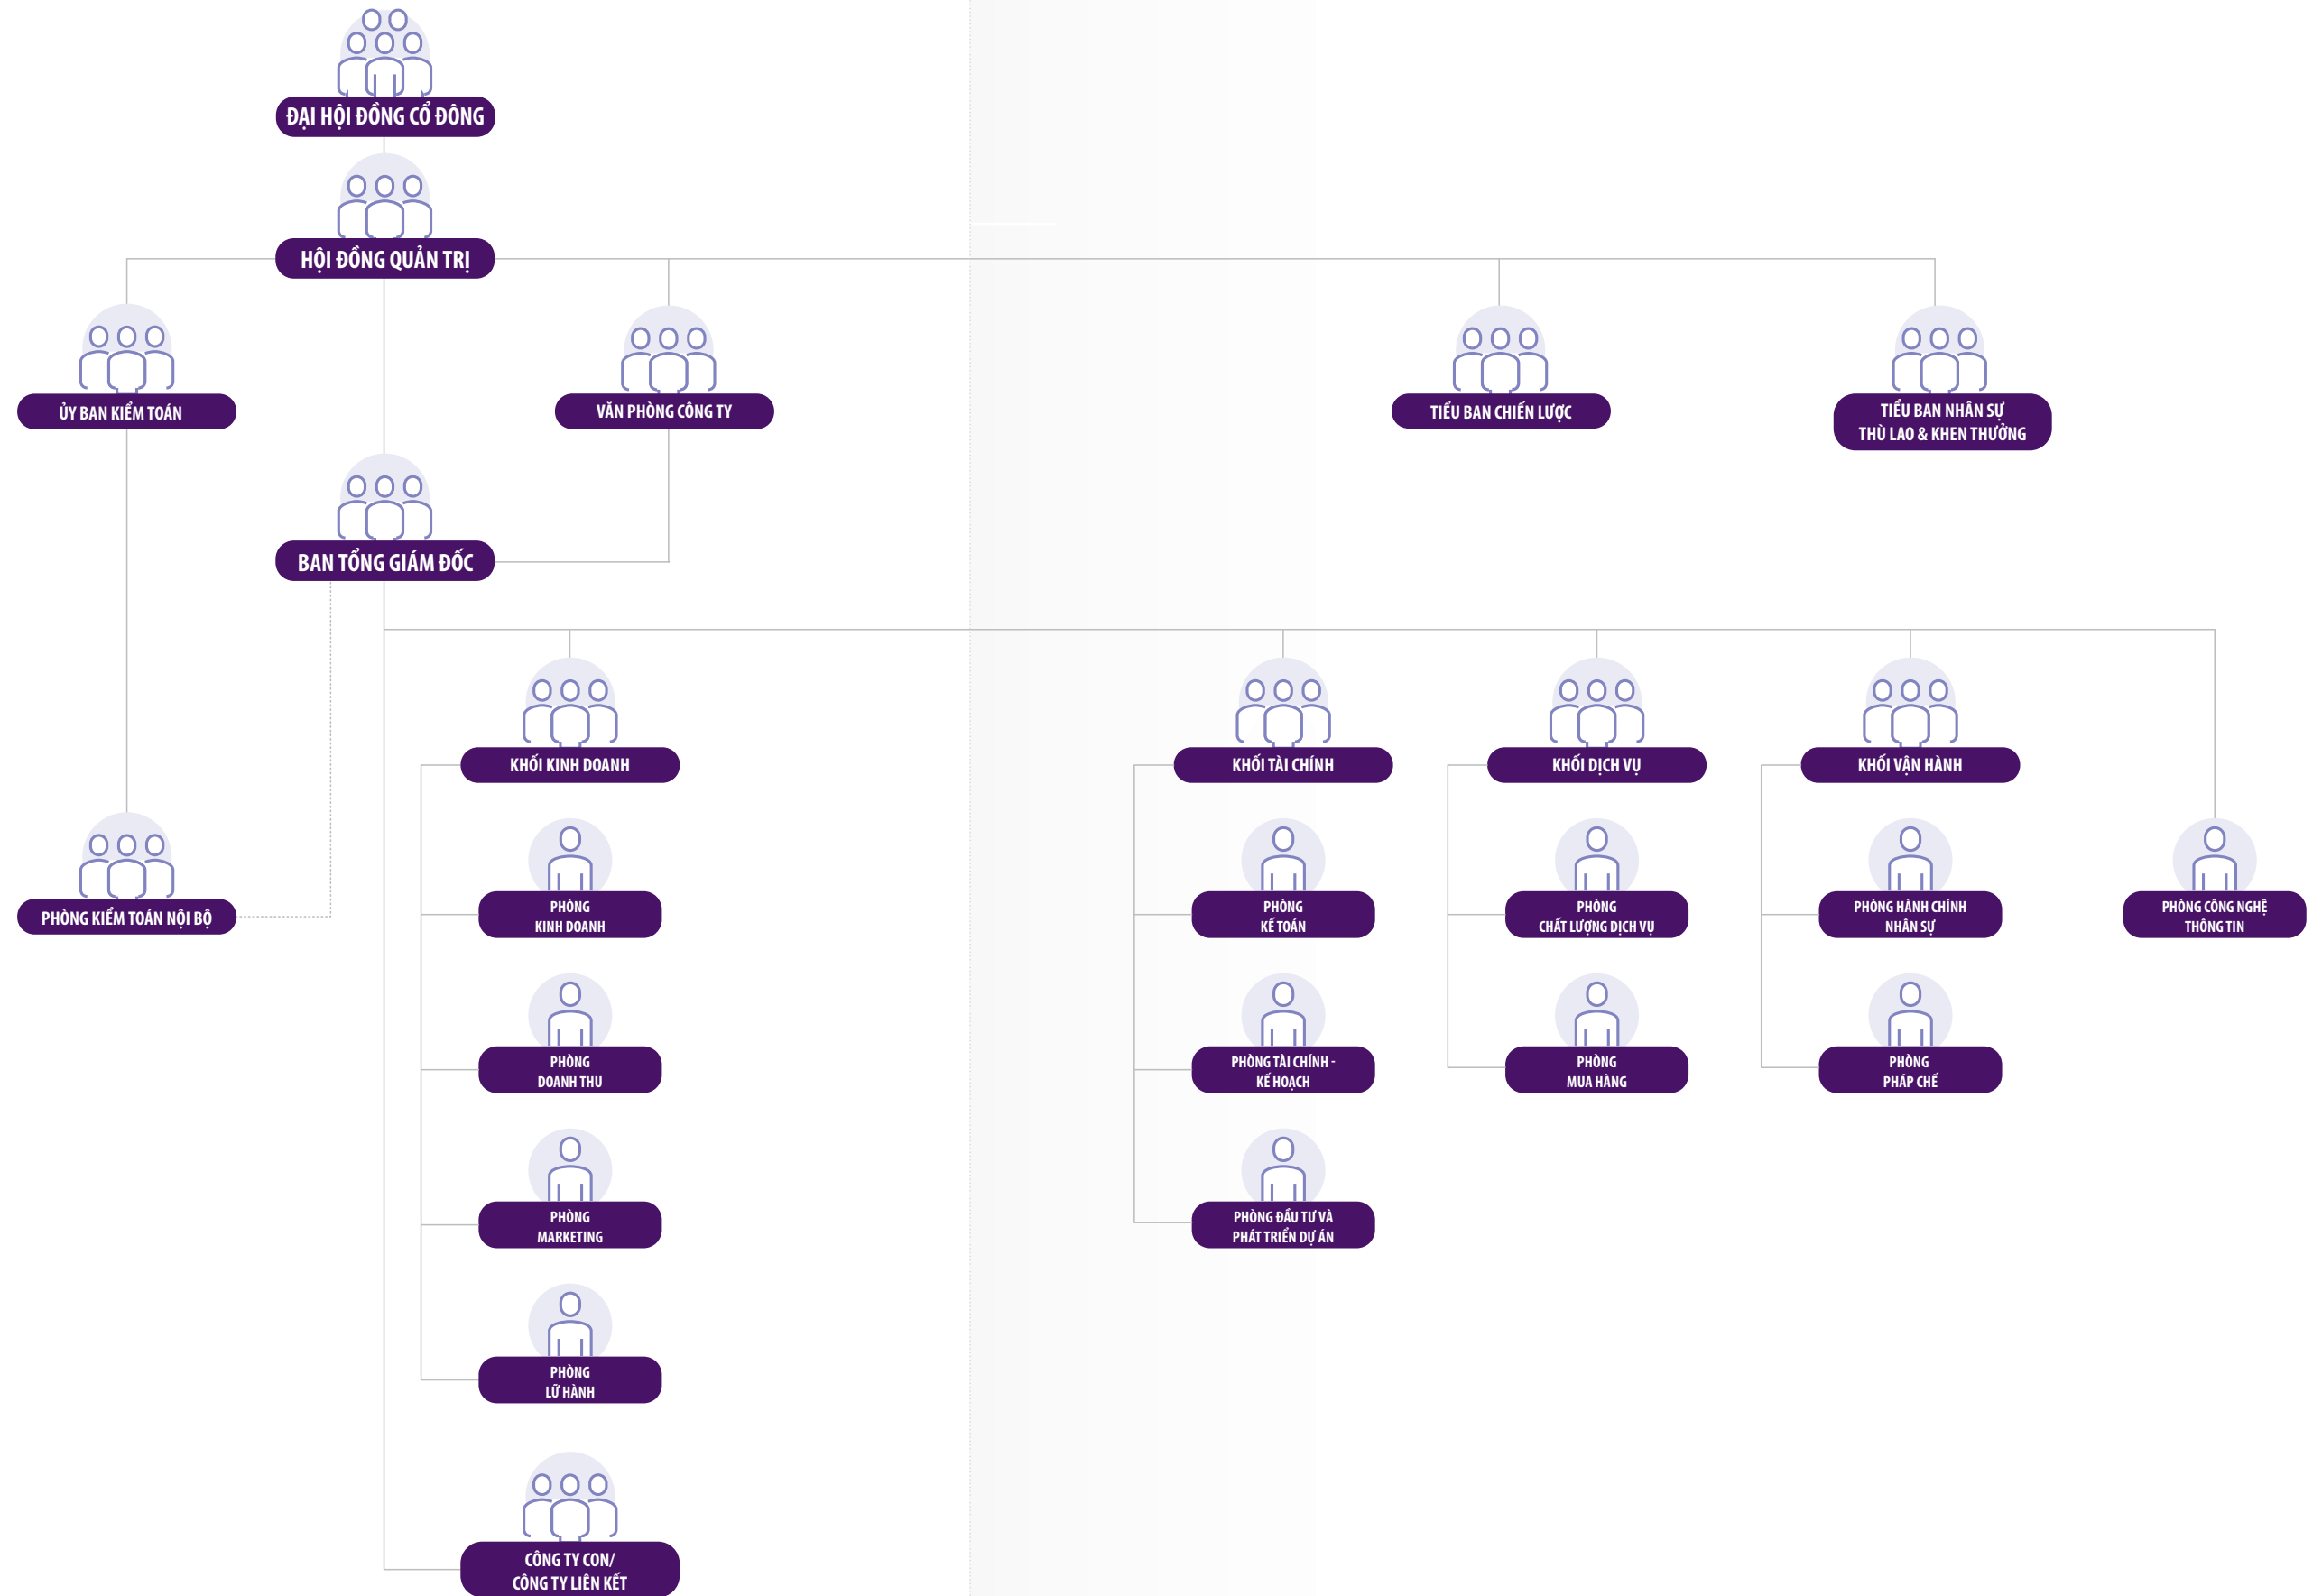 ĐẠI HỘI ĐỒNG CỔ ĐÔNG
HỘI ĐỒNG QUẢN TRỊ
ỦY BAN KIỂM TOÁN
VĂN PHÒNG CÔNG TY
TIỂU BAN CHIẾN LƯỢC
TIỂU BAN NHÂN SỰ
THÙ LAO & KHEN THƯỞNG
BAN TỔNG GIÁM ĐỐC
KHỐI KINH DOANH
KHỐI TÀI CHÍNH
KHỐI DỊCH VỤ
KHỐI VẬN HÀNH
PHÒNG KIỂM TOÁN NỘI BỘ
PHÒNG
KINH DOANH
PHÒNG
KẾ TOÁN
PHÒNG
CHẤT LƯỢNG DỊCH VỤ
PHÒNG HÀNH CHÍNH
NHÂN SỰ
PHÒNG CÔNG NGHỆ
THÔNG TIN
PHÒNG
DOANH THU
PHÒNG TÀI CHÍNH -
KẾ HOẠCH
PHÒNG
MUA HÀNG
PHÒNG
PHÁP CHẾ
PHÒNG
MARKETING
PHÒNG ĐẦU TƯ VÀ
PHÁT TRIỂN DỰ ÁN
PHÒNG
LỮ HÀNH
CÔNG TY CON/
CÔNG TY LIÊN KẾT